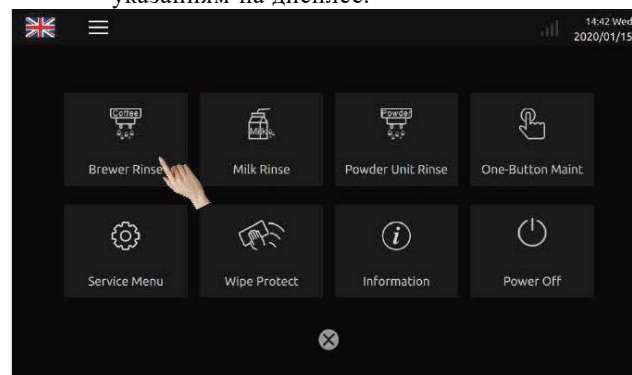 указаниям на дисплее.
14:42 Wed
2020/01/15
Coffee
Milk
Powder
Brewer Rinse
Milk Rinse
Powder Unit Rinse
One-Button Maint
Service Menu
Wipe Protect
Information
Power Off